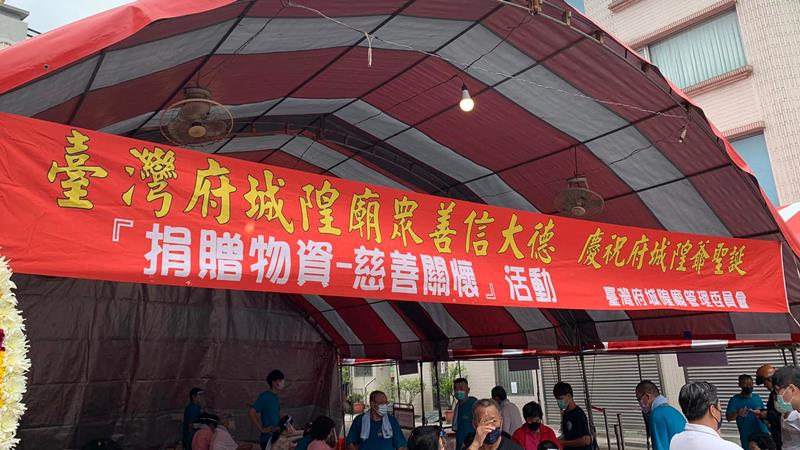 臺灣府城隍廟眾善信大德 慶祝府城隍爺聖誕
『捐贈物資-慈善關懷』活動
臺灣府城隍廟管理委員會